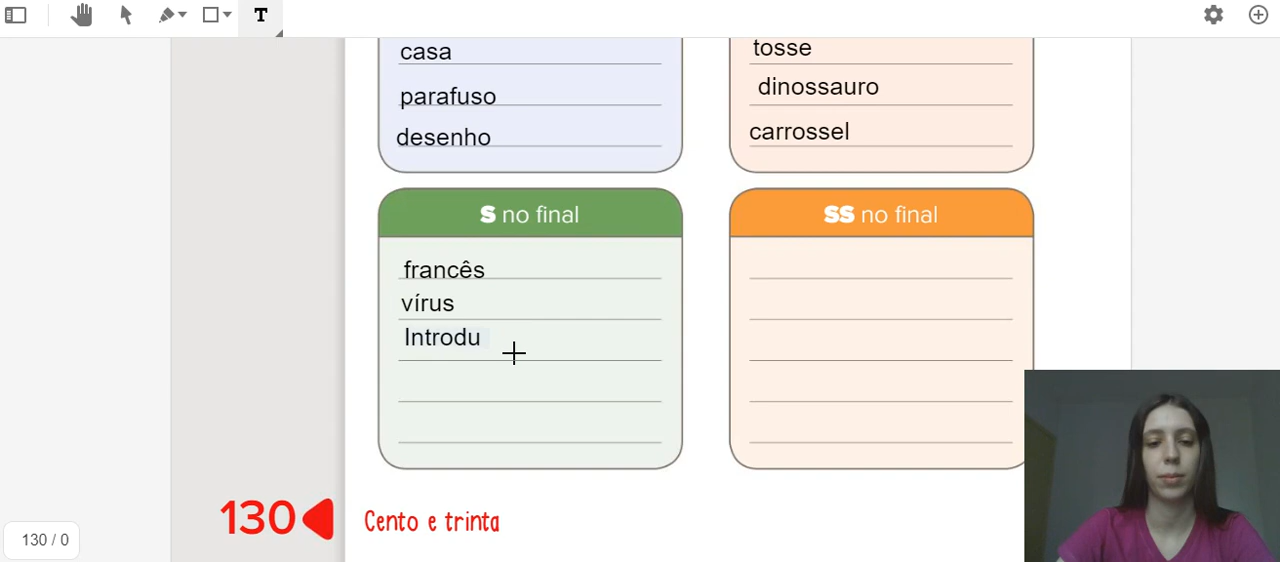 T
casa
parafuso
desenho
tosse
dinossauro
carrossel
S no final
francês
vírus
Introdu
SS no final
130
Cento e trinta
130 / 0